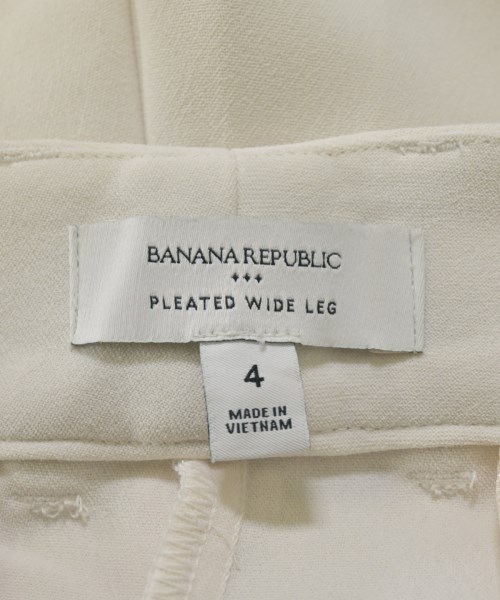 BANANA REPUBLIC
PLEATED WIDE LEG
4
MADE IN
VIETNAM